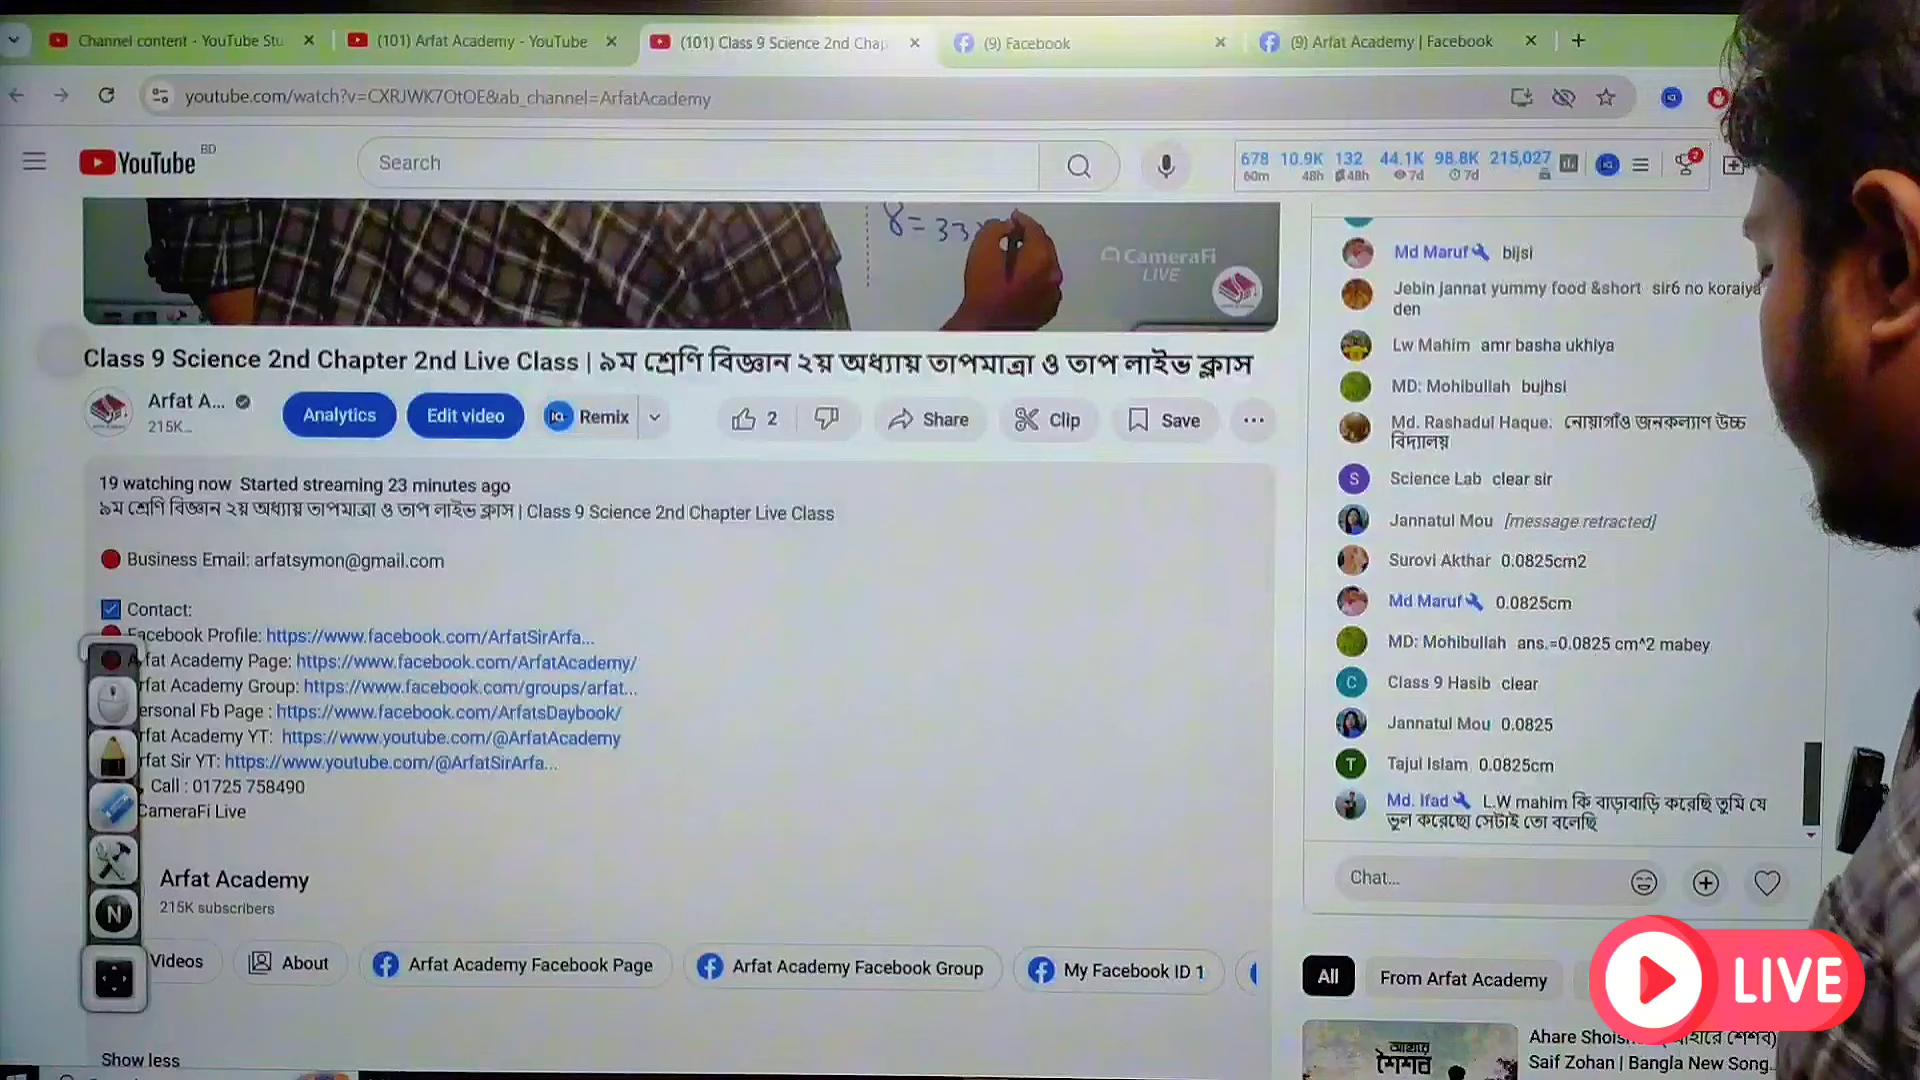 Channel content - YouTube Stu
(101) Arfat Academy - YouTube
(101) Class 9 Science 2nd Chap
(9) Facebook
(9) Arfat Academy | Facebook
youtube.com/watch?v=CXRJWK7OtOE&ab_channel=ArfatAcademy
YouTube BD
Search
678 10.9K 132 44.1K 98.8K 215,027
60m 48h 48h 7d 7d
8 = 33
CameraFi
LIVE
Class 9 Science 2nd Chapter 2nd Live Class | ৯ম শ্রেণি বিজ্ঞান ২য় অধ্যায় তাপমাত্রা ও তাপ লাইভ ক্লাস
Arfat A...
215K...
Analytics
Edit video
Remix
2
Share
Clip
Save
19 watching now Started streaming 23 minutes ago
৯ম শ্রেণি বিজ্ঞান ২য় অধ্যায় তাপমাত্রা ও তাপ লাইভ ক্লাস | Class 9 Science 2nd Chapter Live Class
Business Email: arfatsymon@gmail.com
Contact:
Facebook Profile: https://www.facebook.com/ArfatSirArfa...
rfat Academy Page: https://www.facebook.com/ArfatAcademy/
rfat Academy Group: https://www.facebook.com/groups/arfat...
ersonal Fb Page : https://www.facebook.com/ArfatsDaybook/
rfat Academy YT: https://www.youtube.com/@ArfatAcademy
rfat Sir YT: https://www.youtube.com/@ArfatSirArfa...
Call : 01725 758490
CameraFi Live
N
Arfat Academy
215K subscribers
Videos
About
Arfat Academy Facebook Page
Arfat Academy Facebook Group
My Facebook ID 1
Show less
Md Maruf bijsi
Jebin jannat yummy food &short sir6 no koraiya
den
Lw Mahim amr basha ukhiya
MD: Mohibullah bujhsi
Md. Rashadul Haque: নোয়াগাঁও জনকল্যাণ উচ্চ
বিদ্যালয়
S Science Lab clear sir
Jannatul Mou [message retracted]
Surovi Akthar 0.0825cm2
Md Maruf 0.0825cm
MD: Mohibullah ans.=0.0825 cm^2 mabey
C Class 9 Hasib clear
Jannatul Mou 0.0825
T Tajul Islam 0.0825cm
Md. Ifad L.W mahim কি বাড়াবাড়ি করেছি তুমি যে
ভুল করেছো সেটাই তো বলেছি
Chat...
All
From Arfat Academy
LIVE
Saif Zohan | Bangla New Song..